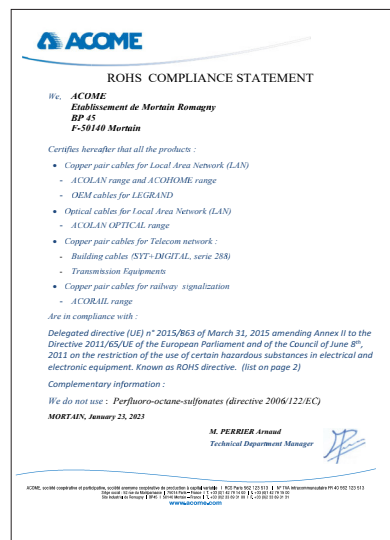 ACOME
ROHS COMPLIANCE STATEMENT
We, ACOME
Etablissement de Mortain Romagny
BP 45
F-50140 Mortain
Certifies hereafter that all the products :
• Copper pair cables for Local Area Network (LAN)
- ACOLAN range and ACOHOME range
- OEM cables for LEGRAND
• Optical cables for Local Area Network (LAN)
- ACOLAN OPTICAL range
• Copper pair cables for Telecom network :
- Building cables (SYT+DIGITAL, serie 288)
- Transmission Equipments
• Copper pair cables for railway signalization
- ACORAIL range
Are in compliance with :
Delegated directive (UE) n° 2015/863 of March 31, 2015 amending Annex II to the
Directive 2011/65/UE of the European Parliament and of the Council of June 8th,
2011 on the restriction of the use of certain hazardous substances in electrical and
electronic equipment. Known as ROHS directive. (list on page 2)
Complementary information :
We do not use : Perfluoro-octane-sulfonates (directive 2006/122/EC)
MORTAIN, January 23, 2023
M. PERRIER Arnaud
Technical Department Manager
www.acome.com